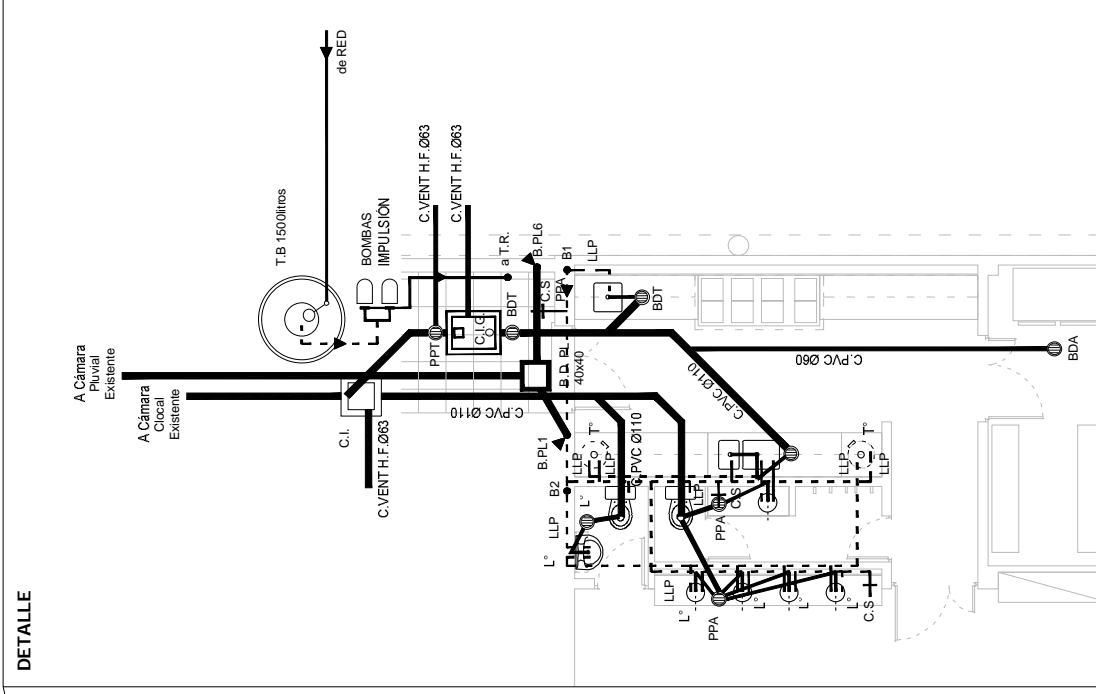 DETALLE
de RED
T.B 1500litros
BOMBAS
IMPULSIÓN
C.VENT H.F.Ø63
C.VENT H.F.Ø63
a T.R.
B.PL6
A Cámara
Pluvial
Existente
A Cámara
Clocal
Existente
C.I.
C.VENT H.F.Ø63
PPT
C.I.G.
BDT
C.S
PPA
B1
LLP
BDT
B.D.PL
40x40
C.PVC Ø110
B.PL1
C.PVC Ø60
BDA
C.PVC Ø110
C.PVC Ø110
B2
LLP
LLP
T°
LLP
L°
L°
LLP
C.S
PPA
T°
LLP
LLP
LLP
L°
PPA
L°
L°
L°
C.S